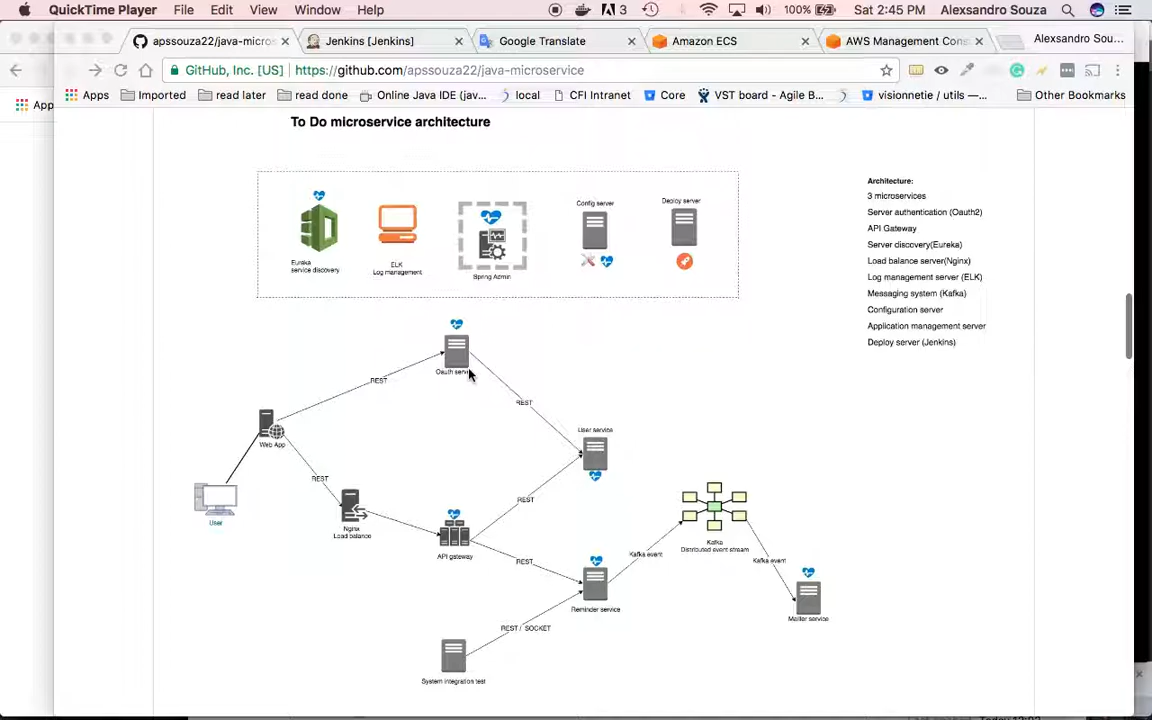 QuickTime Player File Edit View Window Help 3 100% Sat 2:45 PM Alexsandro Souza
apssouza22/java-micros Jenkins [Jenkins] Google Translate Amazon ECS AWS Management Cons Alexsandro Sou...
GitHub, Inc. [US] https://github.com/apssouza22/java-microservice
App
Apps Imported read later read done Online Java IDE (jav... local CFI Intranet Core VST board - Agile B... visionnetie / utils —... Other Bookmarks
To Do microservice architecture
Eureka
service discovery
ELK
Log management
Spring Admin
Config server
Deploy server
Architecture:
3 microservices
Server authentication (Oauth2)
API Gateway
Server discovery(Eureka)
Load balance server(Nginx)
Log management server (ELK)
Messaging system (Kafka)
Configuration server
Application management server
Deploy server (Jenkins)
Oauth serv
REST
REST
Web App
User service
REST
REST
User
Nginx
Load balance
API gateway
Kafka
Distributed event stream
REST
Kafka event
Kafka event
Reminder service
Mailer service
REST / SOCKET
System integration test